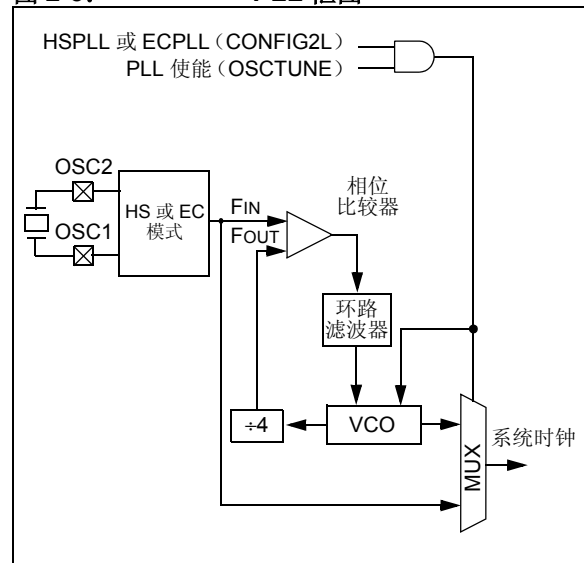 HSPLL 或 ECPLL（CONFIG2L）
PLL 使能（OSCTUNE）
OSC2
OSC1
HS 或 EC
模式
FIN
FOUT
相位
比较器
环路
滤波器
÷4
VCO
MUX
系统时钟